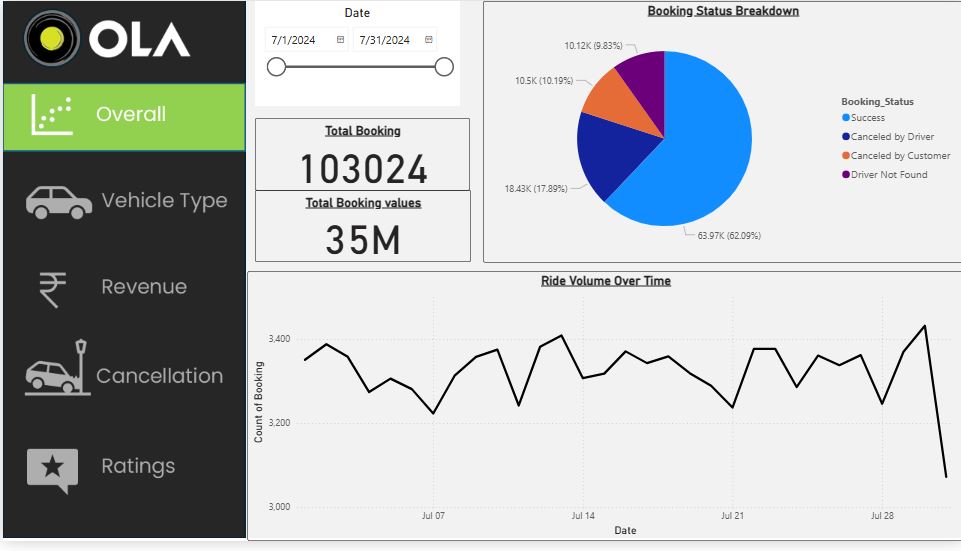 OLA
Overall
Vehicle Type
Revenue
Cancellation
Ratings
Date
7/1/2024 7/31/2024
Total Booking
103024
Total Booking values
35M
Booking Status Breakdown
10.12K (9.83%)
10.5K (10.19%)
18.43K (17.89%)
63.97K (62.09%)
Booking_Status
Success
Canceled by Driver
Canceled by Customer
Driver Not Found
Ride Volume Over Time
Count of Booking
3,400
3,200
3,000
Jul 07 Jul 14 Jul 21 Jul 28
Date